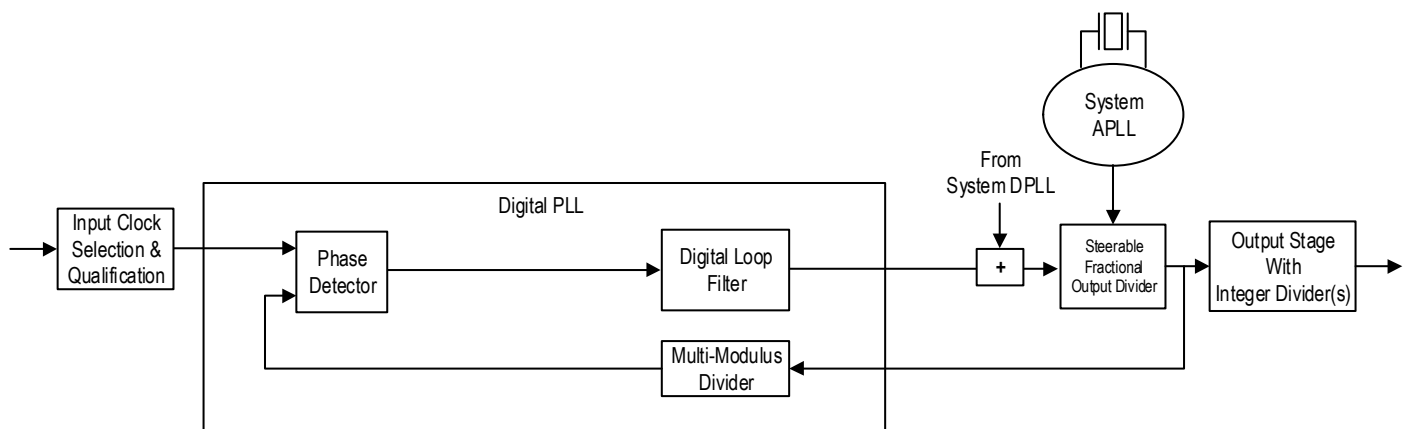 System
APLL
From
System DPLL
Digital PLL
Input Clock
Selection &
Qualification
Phase
Detector
Digital Loop
Filter
+
Steerable
Fractional
Output Divider
Output Stage
With
Integer Divider(s)
Multi-Modulus
Divider